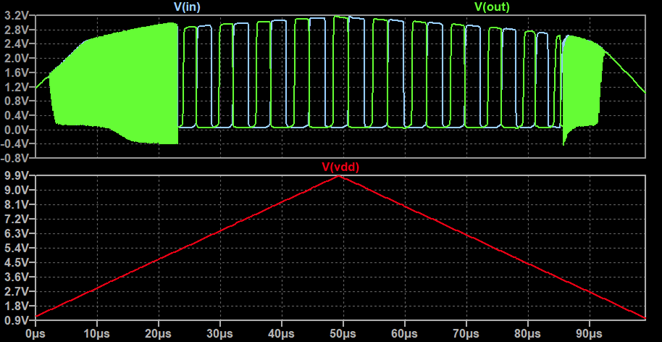 V(in) V(out)
3.2V
2.8V
2.4V
2.0V
1.6V
1.2V
0.8V
0.4V
0.0V
-0.4V
-0.8V
V(vdd)
9.9V
9.0V
8.1V
7.2V
6.3V
5.4V
4.5V
3.6V
2.7V
1.8V
0.9V
0µs 10µs 20µs 30µs 40µs 50µs 60µs 70µs 80µs 90µs